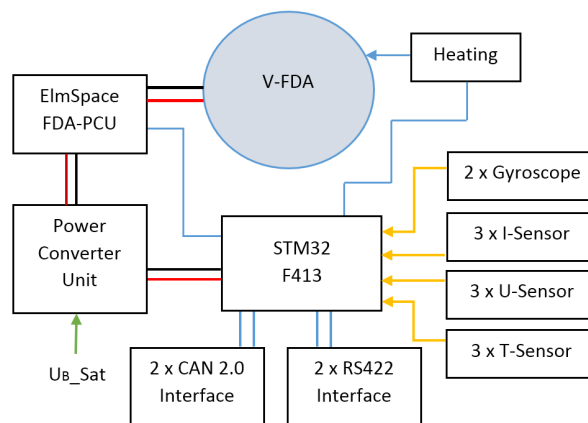 V-FDA
Heating
ElmSpace
FDA-PCU
2 x Gyroscope
Power
Converter
Unit
STM32
F413
3 x I-Sensor
3 x U-Sensor
3 x T-Sensor
UB_Sat
2 x CAN 2.0
Interface
2 x RS422
Interface